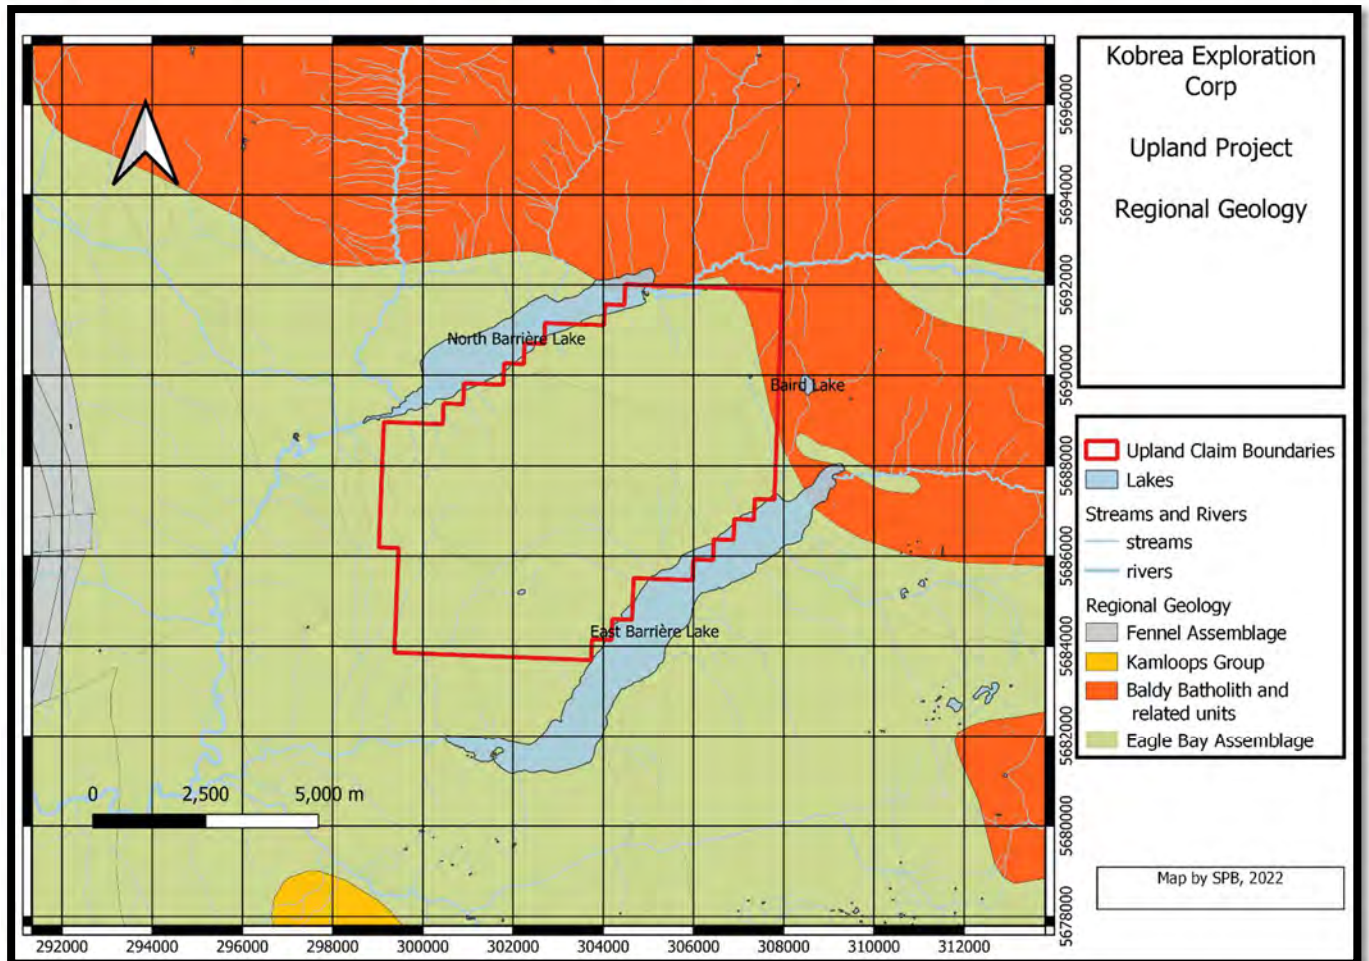 Kobrea Exploration
Corp
Upland Project
Regional Geology
5696000
5694000
5692000
5690000
5688000
5686000
5684000
5682000
5680000
5678000
North Barrière Lake
Baird Lake
East Barrière Lake
0 2,500 5,000 m
292000 294000 296000 298000 300000 302000 304000 306000 308000 310000 312000
Upland Claim Boundaries
Lakes
Streams and Rivers
streams
rivers
Regional Geology
Fennel Assemblage
Kamloops Group
Baldy Batholith and
related units
Eagle Bay Assemblage
Map by SPB, 2022